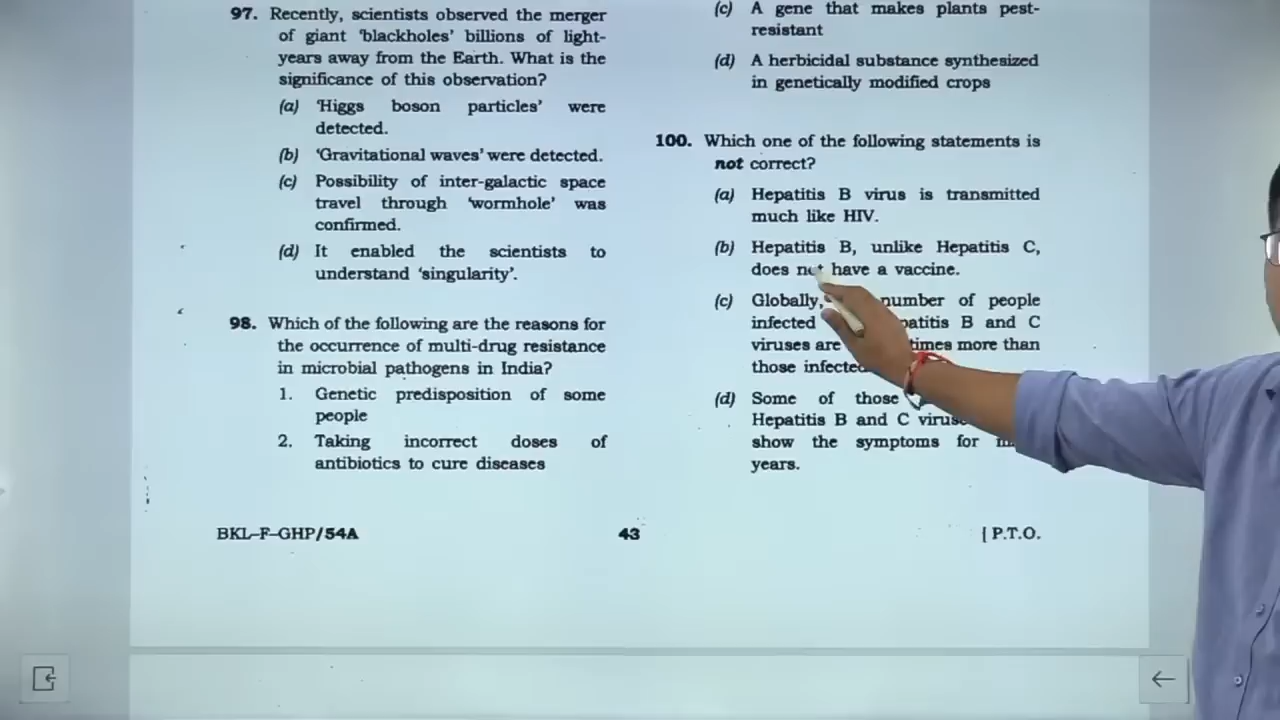 97. Recently, scientists observed the merger
of giant ‘blackholes’ billions of light-
years away from the Earth. What is the
significance of this observation?
(a) ‘Higgs boson particles’ were
detected.
(b) ‘Gravitational waves’ were detected.
(c) Possibility of inter-galactic space
travel through ‘wormhole’ was
confirmed.
(d) It enabled the scientists to
understand ‘singularity’.
98. Which of the following are the reasons for
the occurrence of multi-drug resistance
in microbial pathogens in India?
1. Genetic predisposition of some
people
2. Taking incorrect doses of
antibiotics to cure diseases
(c) A gene that makes plants pest-
resistant
(d) A herbicidal substance synthesized
in genetically modified crops
100. Which one of the following statements is
not correct?
(a) Hepatitis B virus is transmitted
much like HIV.
(b) Hepatitis B, unlike Hepatitis C,
does not have a vaccine.
(c) Globally, number of people
infected B and C
viruses are times more than
those infected
(d) Some of those
Hepatitis B and C
show the symptoms for
years.
BKL–F–GHP/54A
43
[ P.T.O.